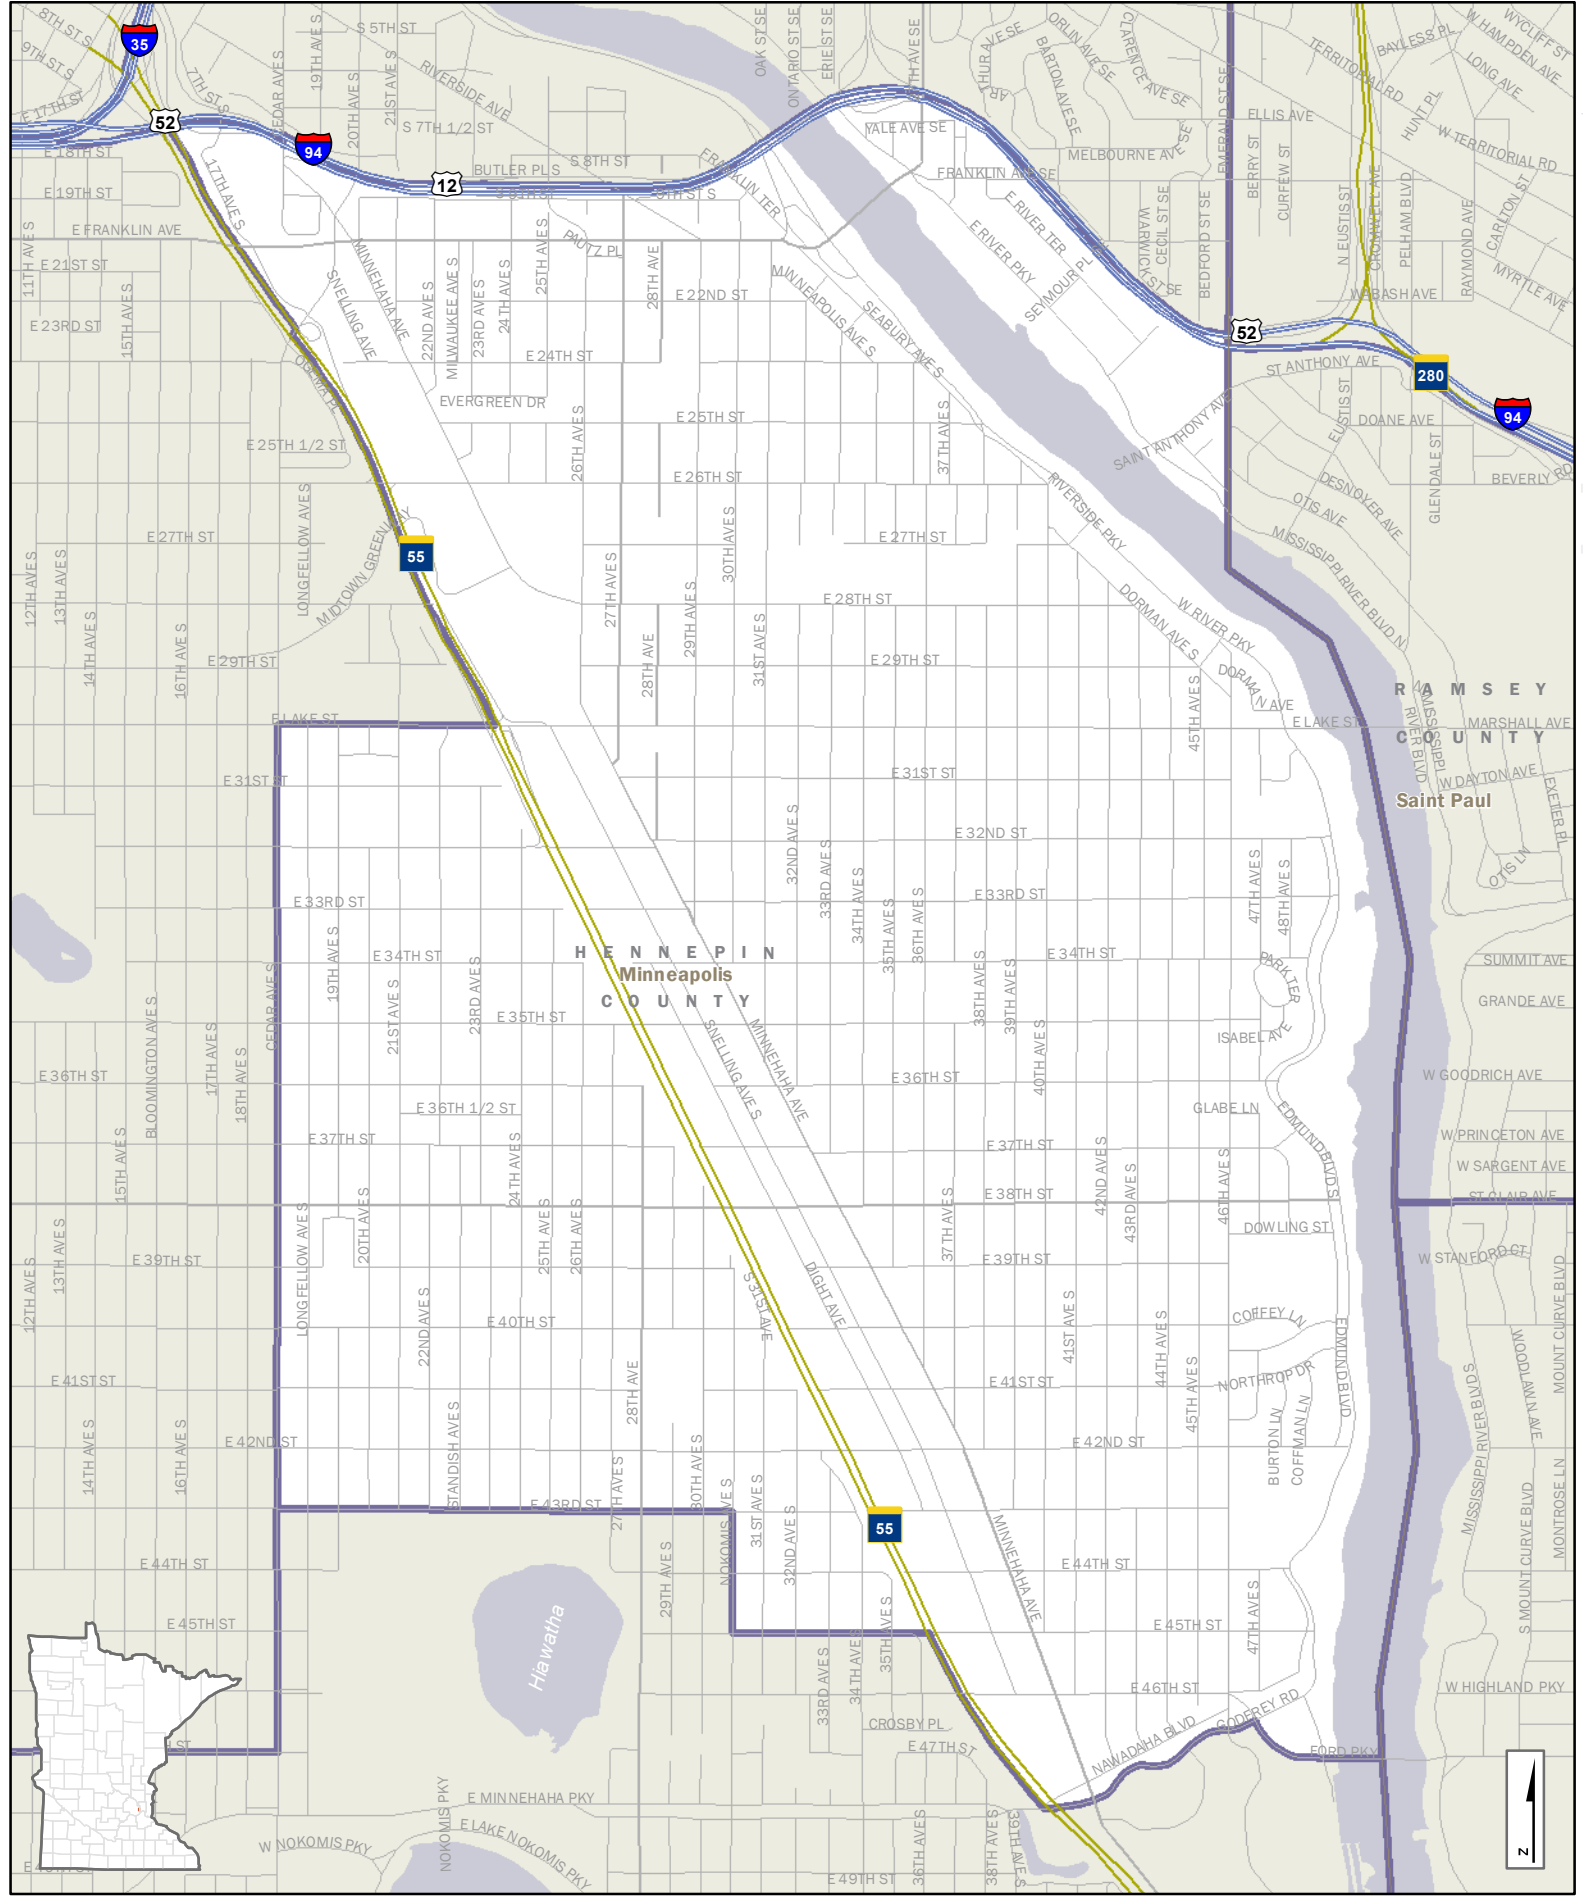 8TH ST S
35
S 5TH ST
19TH AVE S
21ST AVE S
RIVERSIDE AVE
OAK ST SE
ONTARIO ST SE
ERIE ST SE
ORLIN AVE SE
CLARENCE AVE SE
BARTON AVE SE
WYCLIFF ST
W HAMPDEN AVE
BAYLESS PL
TERRITORIAL RD
LONG AVE
9TH ST S
7TH ST S
CEDAR AVE S
20TH AVE S
E 17TH ST
52
S 7TH 1/2 ST
YALE AVE SE
EMERALD ST SE
ELLIS AVE
HUNT PL
W TERRITORIAL RD
94
E 18TH ST
BUTLER PL S
S 8TH ST
FRANKLIN TER
MELBOURNE AVE SE
BERRY ST
CURFEW ST
12
17TH AVE S
E 19TH ST
FRANKLIN AVE SE
E RIVER TER
E RIVER PKY
SEYMOUR PL
WARWICK ST SE
CECIL ST SE
BEDFORD ST SE
N EUSTIS ST
CROMWELL AVE
PELHAM BLVD
RAYMOND AVE
CARLTON ST
MYRTLE AVE
WABASH AVE
E FRANKLIN AVE
11TH AVE S
E 21ST ST
15TH AVE S
E 23RD ST
MINNEHAHA AVE
SNELLING AVE
22ND AVE S
MILWAUKEE AVE S
23RD AVE S
24TH AVE S
25TH AVE S
PAUTZ PL
28TH AVE
E 22ND ST
MINNEAPOLIS AVE S
SEABURY AVE S
52
280
94
ST ANTHONY AVE
E 24TH ST
OGEMA PL
EVERGREEN DR
26TH AVE S
E 25TH ST
37TH AVE S
SAINT ANTHONY AVE
EUSTIS ST
DOANE AVE
GLENDALE ST
BEVERLY RD
E 25TH 1/2 ST
E 26TH ST
RIVERSIDE PKY
DESNOYER AVE
OTIS AVE
LONGFELLOW AVE S
E 27TH ST
MIDTOWN GREENWAY
55
27TH AVE S
30TH AVE S
E 27TH ST
MISSISSIPPI RIVER BLVD N
12TH AVE S
13TH AVE S
14TH AVE S
16TH AVE S
29TH AVE S
E 28TH ST
DORMAN AVE S
W RIVER PKY
28TH AVE
31ST AVE S
E 29TH ST
E 29TH ST
DORMAN AVE
45TH AVE S
RAMSEY
COUNTY
E LAKE ST
E LAKE ST
MARSHALL AVE
E 31ST ST
E 31ST ST
W DAYTON AVE
EXETER PL
Saint Paul
32ND AVE S
E 32ND ST
33RD AVE S
34TH AVE S
35TH AVE S
36TH AVE S
47TH AVE S
48TH AVE S
OTIS LN
E 33RD ST
E 33RD ST
19TH AVE S
E 34TH ST
HENNEPIN
Minneapolis
COUNTY
E 34TH ST
PARK TER
SUMMIT AVE
CEDAR AVE S
21ST AVE S
23RD AVE S
38TH AVE S
39TH AVE S
GRANDE AVE
BLOOMINGTON AVE S
17TH AVE S
18TH AVE S
E 35TH ST
SNELLING AVE S
MINNEHAHA AVE
40TH AVE S
ISABEL AVE
E 36TH ST
E 36TH ST
W GOODRICH AVE
E 36TH 1/2 ST
GLABE LN
EDMUND BLVD S
15TH AVE S
E 37TH ST
24TH AVE S
E 37TH ST
42ND AVE S
43RD AVE S
46TH AVE S
W PRINCETON AVE
W SARGENT AVE
ST CLAIR AVE
E 38TH ST
37TH AVE S
DOWLING ST
W STANFORD CT
12TH AVE S
13TH AVE S
E 39TH ST
LONGFELLOW AVE S
20TH AVE S
25TH AVE S
26TH AVE S
E 39TH ST
S 31ST AVE
DIGHT AVE
22ND AVE S
E 40TH ST
41ST AVE S
44TH AVE S
COFFEY LN
EDMUND BLVD
MOUNT CURVE BLVD
WOODLAWN AVE
MISSISSIPPI RIVER BLVD S
E 41ST ST
28TH AVE
E 41ST ST
45TH AVE S
NORTHROP DR
14TH AVE S
16TH AVE S
E 42ND ST
STANDISH AVE S
30TH AVE S
E 42ND ST
BURTON LN
COFFMAN LN
E 43RD ST
27TH AVE S
NOKOMIS AVE S
31ST AVE S
32ND AVE S
55
MINNEHAHA AVE
S MOUNT CURVE BLVD
MONTROSE LN
E 44TH ST
29TH AVE S
E 44TH ST
47TH AVE S
E 45TH ST
Hiawatha
33RD AVE S
34TH AVE S
35TH AVE S
E 45TH ST
E 46TH ST
W HIGHLAND PKY
CROSBY PL
E 47TH ST
NAWADAHA BLVD
GODFREY RD
FORD PKY
E MINNEHAHA PKY
NOKOMIS PKY
W NOKOMIS PKY
E LAKE NOKOMIS PKY
36TH AVE S
38TH AVE S
39TH AVE S
E 49TH ST
N